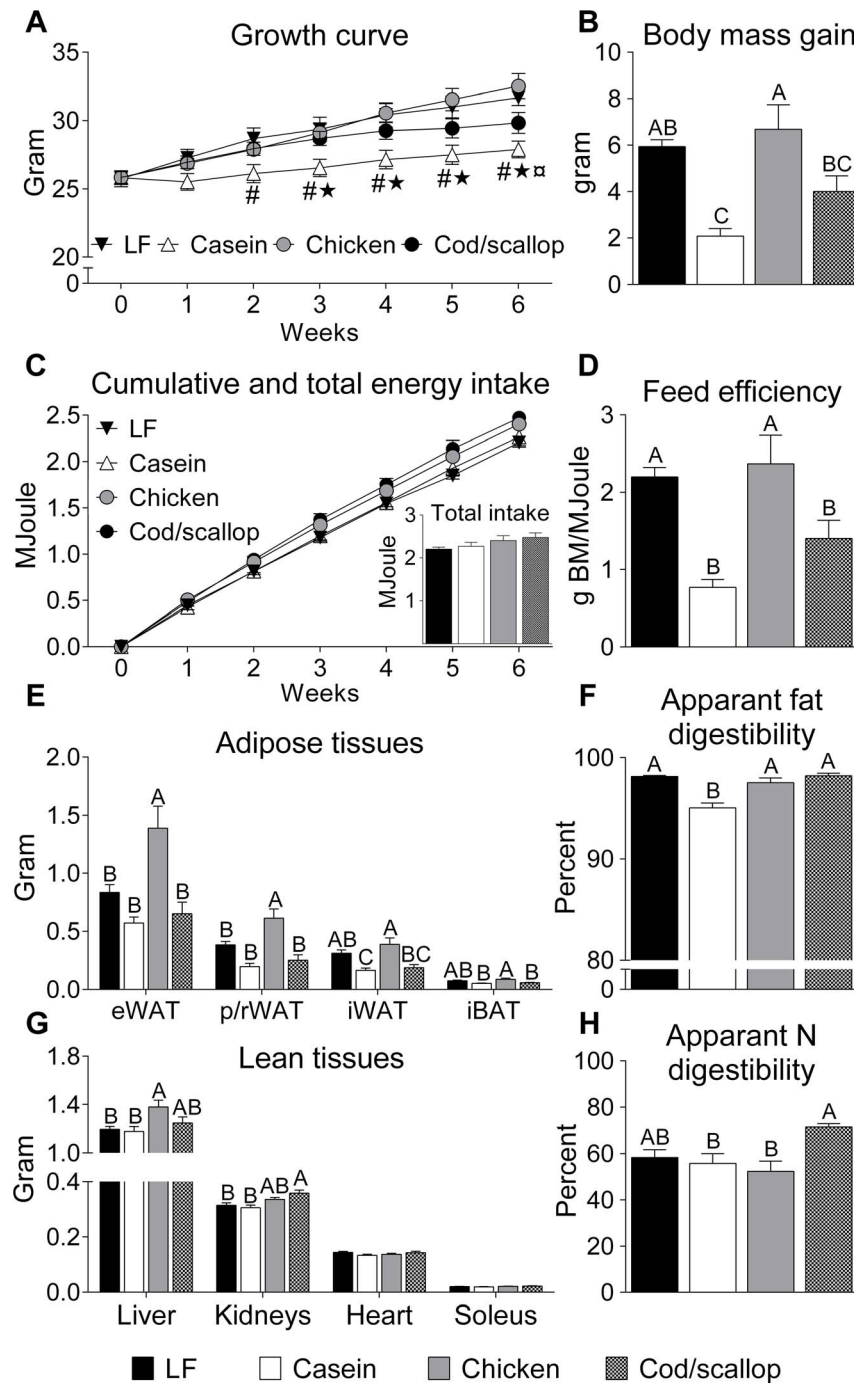 A Growth curve
35
30
25
20
0
Gram
# #★ #★ #★ #★¤
LF Casein Chicken Cod/scallop
0 1 2 3 4 5 6
Weeks
B Body mass gain
10
8
6
4
2
0
gram
AB C A BC
C Cumulative and total energy intake
2.5
2.0
1.5
1.0
0.5
0.0
MJoule
LF
Casein
Chicken
Cod/scallop
Total intake
3
2
1
MJoule
0 1 2 3 4 5 6
Weeks
D Feed efficiency
3
2
1
0
g BM/MJoule
A B A B
E Adipose tissues
2.0
1.5
1.0
0.5
0.0
Gram
B B A B
B B A B
AB C A BC
AB B A B
eWAT p/rWAT iWAT iBAT
F Apparant fat
digestibility
100
90
80
0
Percent
A B A A
G Lean tissues
1.8
1.4
1.0
0.4
0.2
0.0
Gram
B B A AB
B B AB A
Liver Kidneys Heart Soleus
H Apparant N
digestibility
100
80
60
40
20
0
Percent
AB B B A
LF Casein Chicken Cod/scallop